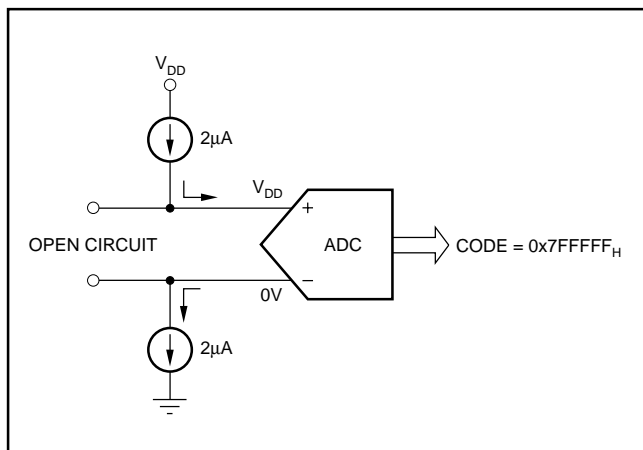 V_DD
2μA
V_DD
+
OPEN CIRCUIT
ADC
CODE = 0x7FFFFF_H
0V
−
2μA